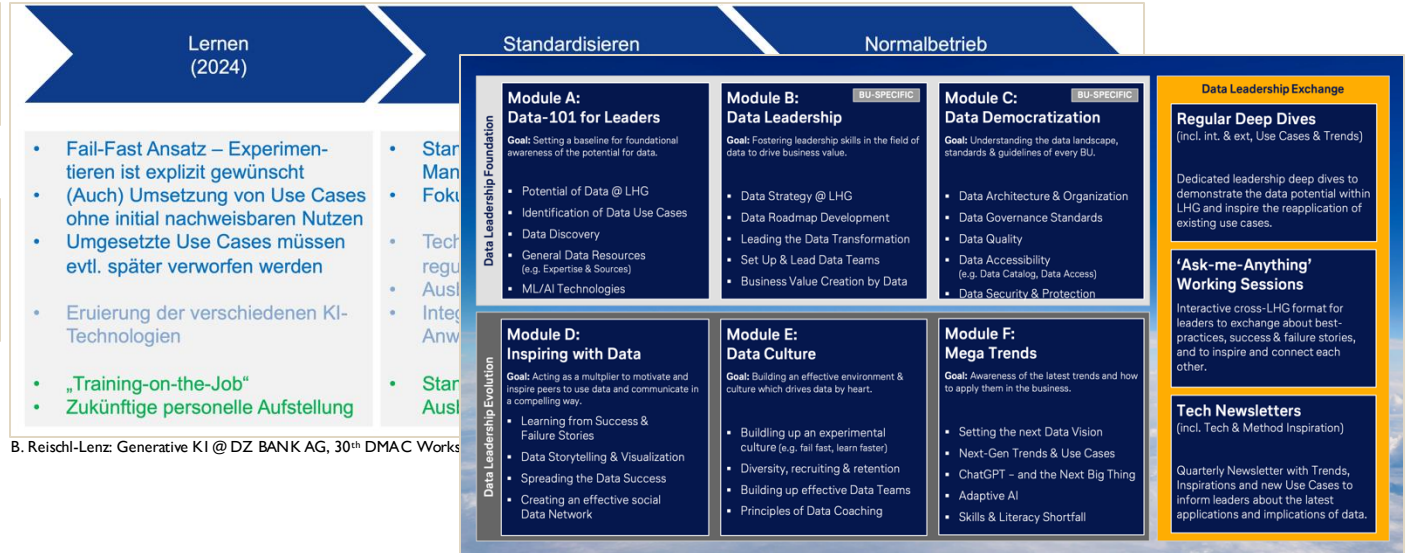 Lernen
(2024)
Standardisieren
Normalbetrieb
• Fail-Fast Ansatz – Experimen-
tieren ist explizit gewünscht
• (Auch) Umsetzung von Use Cases
ohne initial nachweisbaren Nutzen
• Umgesetzte Use Cases müssen
evtl. später verworfen werden
• Eruierung der verschiedenen KI-
Technologien
• „Training-on-the-Job“
• Zukünftige personelle Aufstellung
B. Reischl-Lenz: Generative KI @ DZ BANK AG, 30th DMAC
Data Leadership Foundation
Module A:
Data-101 for Leaders
Goal: Setting a baseline for foundational
awareness of the potential for data.
▪ Potential of Data @ LHG
▪ Identification of Data Use Cases
▪ Data Discovery
▪ General Data Resources
(e.g. Expertise & Sources)
▪ ML/AI Technologies
Module B:
BU-SPECIFIC
Data Leadership
Goal: Fostering leadership skills in the field of
data to drive business value.
▪ Data Strategy @ LHG
▪ Data Roadmap Development
▪ Leading the Data Transformation
▪ Set Up & Lead Data Teams
▪ Business Value Creation by Data
Module C:
BU-SPECIFIC
Data Democratization
Goal: Understanding the data landscape,
standards & guidelines of every BU.
▪ Data Architecture & Organization
▪ Data Governance Standards
▪ Data Quality
▪ Data Accessibility
(e.g. Data Catalog, Data Access)
▪ Data Security & Protection
Data Leadership Evolution
Module D:
Inspiring with Data
Goal: Acting as a multplier to motivate and
inspire peers to use data and communicate in
a compelling way.
▪ Learning from Success &
Failure Stories
▪ Data Storytelling & Visualization
▪ Spreading the Data Success
▪ Creating an effective social
Data Network
Module E:
Data Culture
Goal: Building an effective environment &
culture which drives data by heart.
▪ Buildling up an experimental
culture (e.g. fail fast, learn faster)
▪ Diversity, recruiting & retention
▪ Building up effective Data Teams
▪ Principles of Data Coaching
Module F:
Mega Trends
Goal: Awareness of the latest trends and how
to apply them in the business.
▪ Setting the next Data Vision
▪ Next-Gen Trends & Use Cases
▪ ChatGPT – and the Next Big Thing
▪ Adaptive AI
▪ Skills & Literacy Shortfall
Data Leadership Exchange
Regular Deep Dives
(incl. int. & ext, Use Cases & Trends)
Dedicated leadership deep dives to
demonstrate the data potential within
LHG and inspire the reapplication of
existing use cases.
‘Ask-me-Anything’
Working Sessions
Interactive cross-LHG format for
leaders to exchange about best-
practices, success & failure stories,
and to inspire and connect each
other.
Tech Newsletters
(incl. Tech & Method Inspiration)
Quarterly Newsletter with Trends,
Inspirations and new Use Cases to
inform leaders about the latest
applications and implications of data.